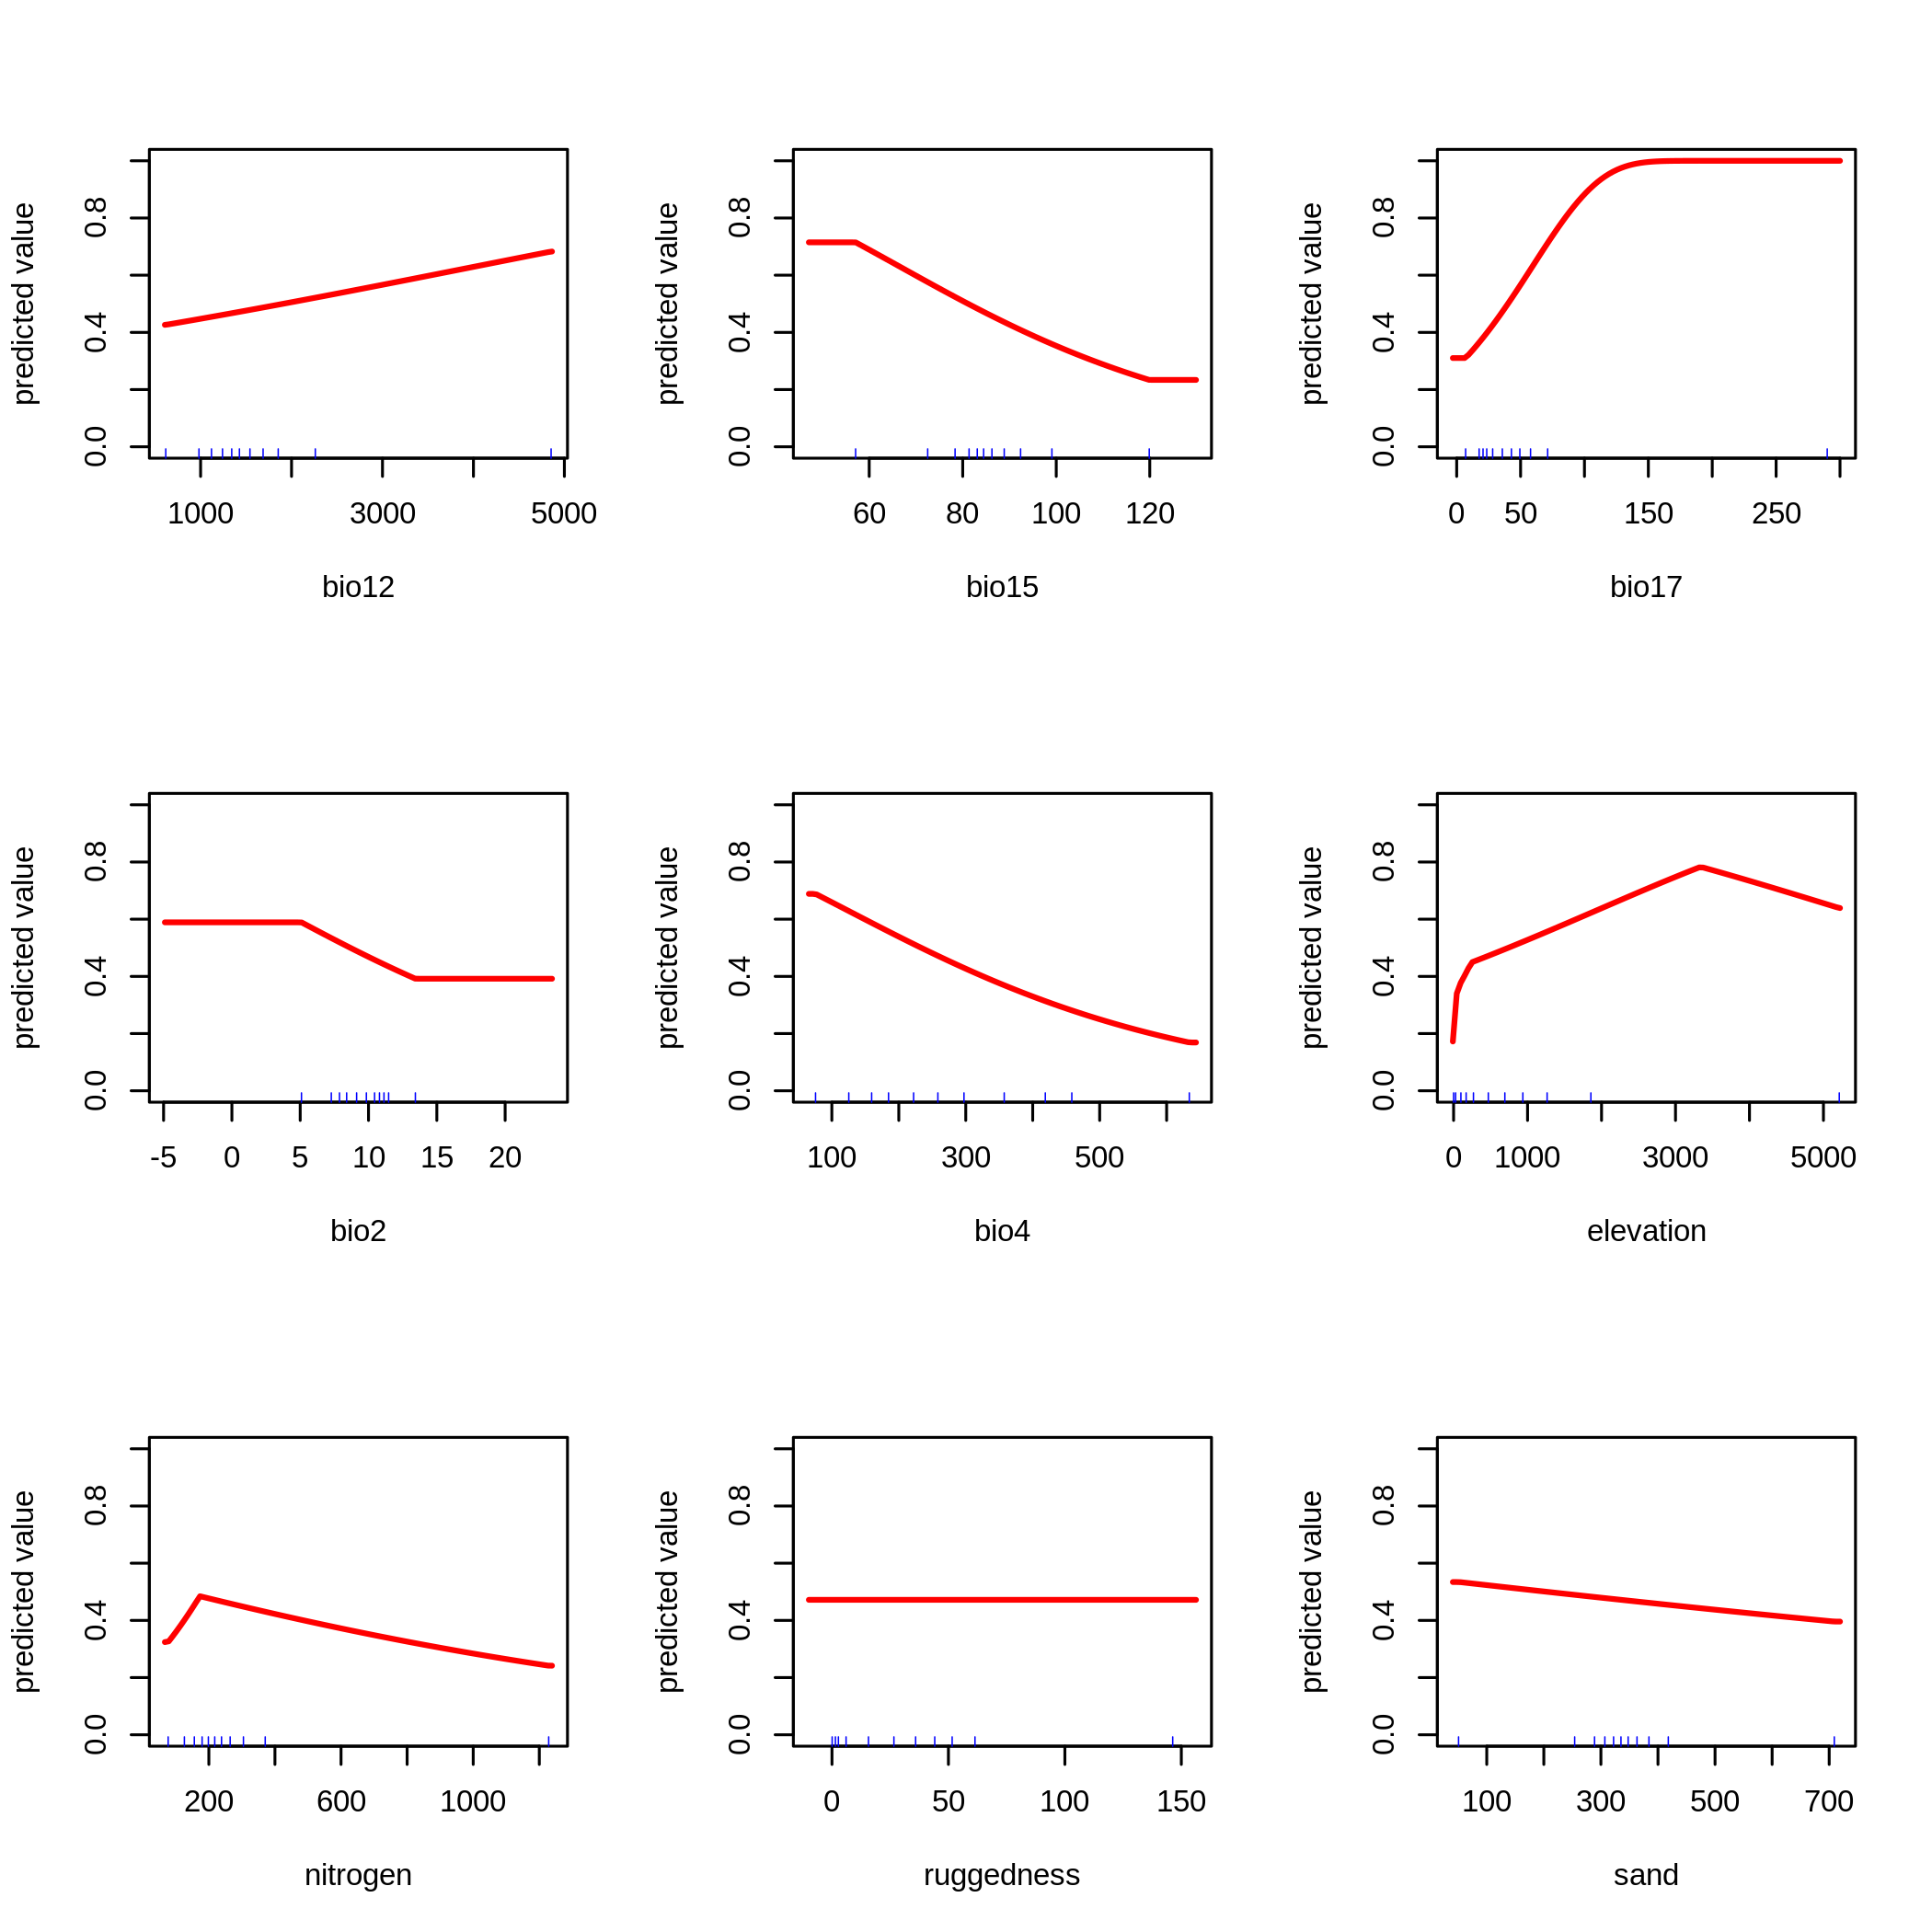 predicted value
0.0 0.4 0.8
1000 3000 5000
bio12
predicted value
0.0 0.4 0.8
60 80 100 120
bio15
predicted value
0.0 0.4 0.8
0 50 150 250
bio17
predicted value
0.0 0.4 0.8
-5 0 5 10 15 20
bio2
predicted value
0.0 0.4 0.8
100 300 500
bio4
predicted value
0.0 0.4 0.8
0 1000 3000 5000
elevation
predicted value
0.0 0.4 0.8
200 600 1000
nitrogen
predicted value
0.0 0.4 0.8
0 50 100 150
ruggedness
predicted value
0.0 0.4 0.8
100 300 500 700
sand